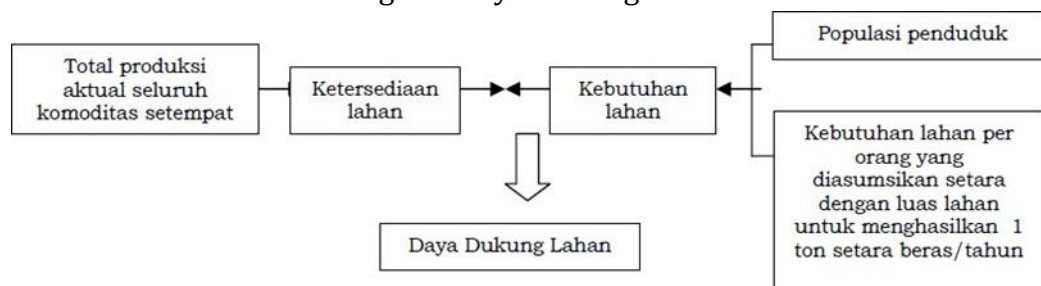 Total produksi
aktual seluruh
komoditas setempat
Ketersediaan
lahan
Kebutuhan
lahan
Populasi penduduk
Kebutuhan lahan per
orang yang
diasumsikan setara
dengan luas lahan
untuk menghasilkan 1
ton setara beras/tahun
Daya Dukung Lahan